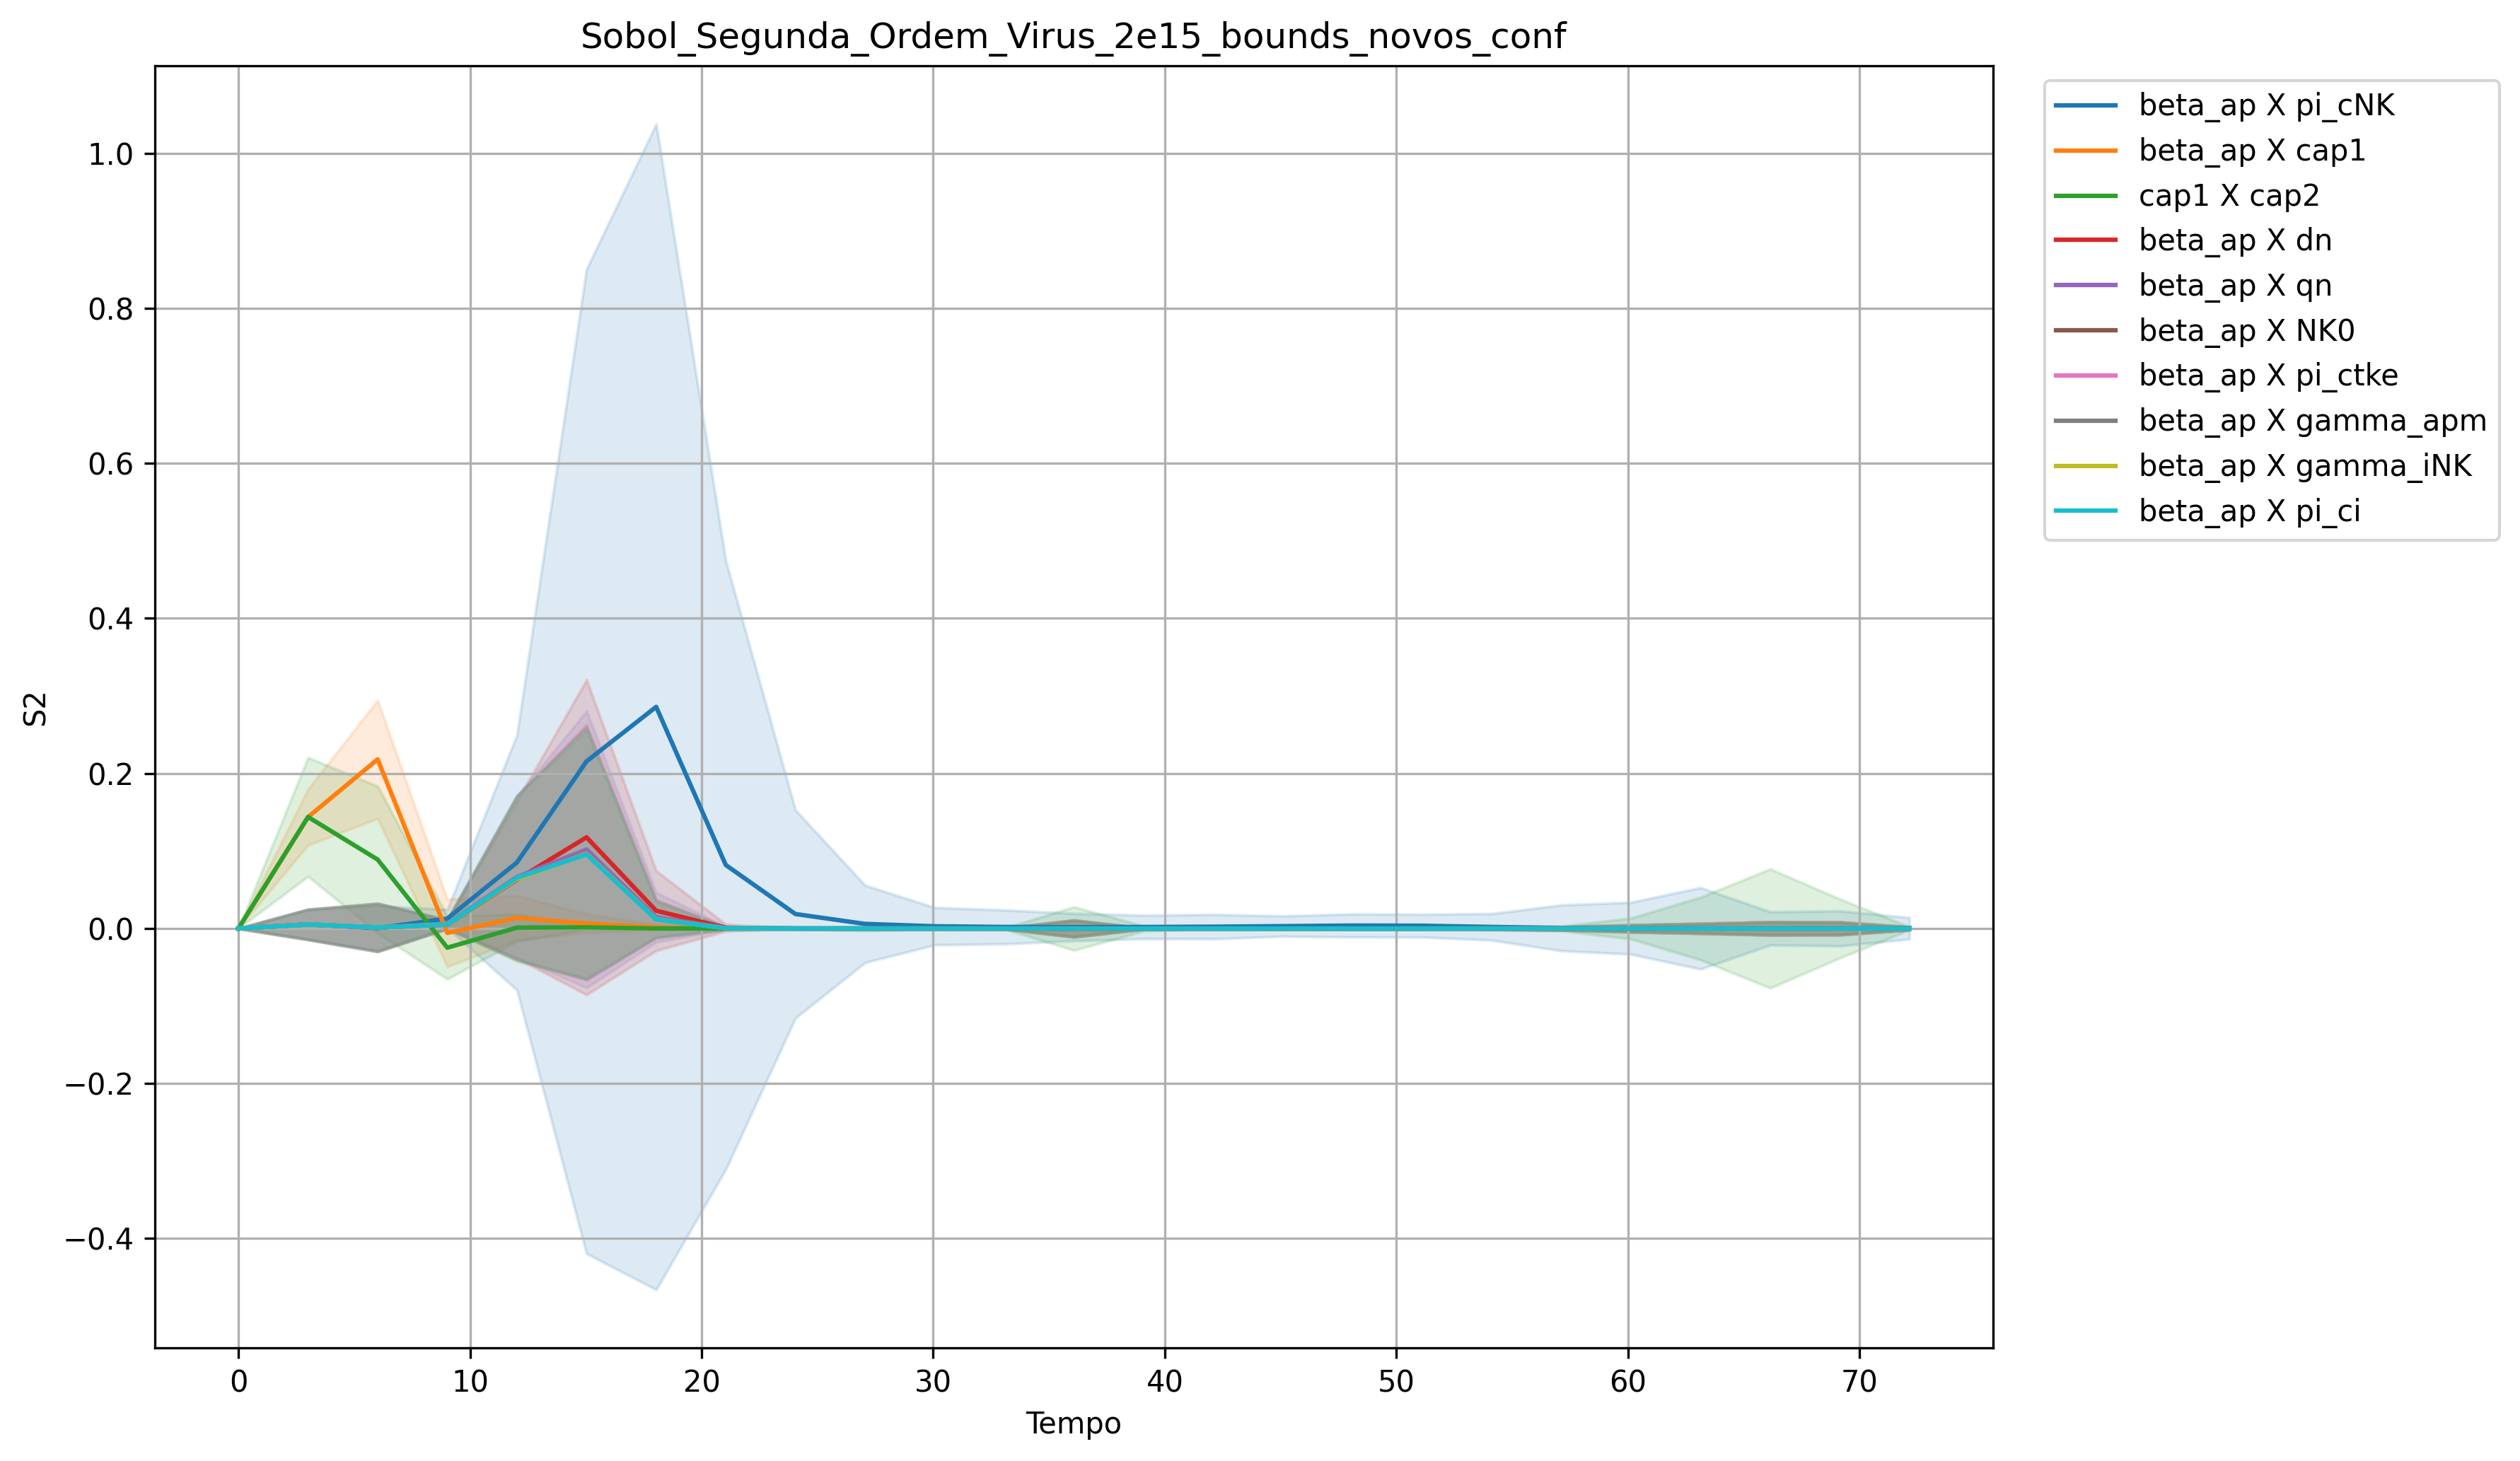 Sobol_Segunda_Ordem_Virus_2e15_bounds_novos_conf
S2
1.0
0.8
0.6
0.4
0.2
0.0
−0.2
−0.4
0 10 20 30 40 50 60 70
Tempo
beta_ap X pi_cNK
beta_ap X cap1
cap1 X cap2
beta_ap X dn
beta_ap X qn
beta_ap X NK0
beta_ap X pi_ctke
beta_ap X gamma_apm
beta_ap X gamma_iNK
beta_ap X pi_ci